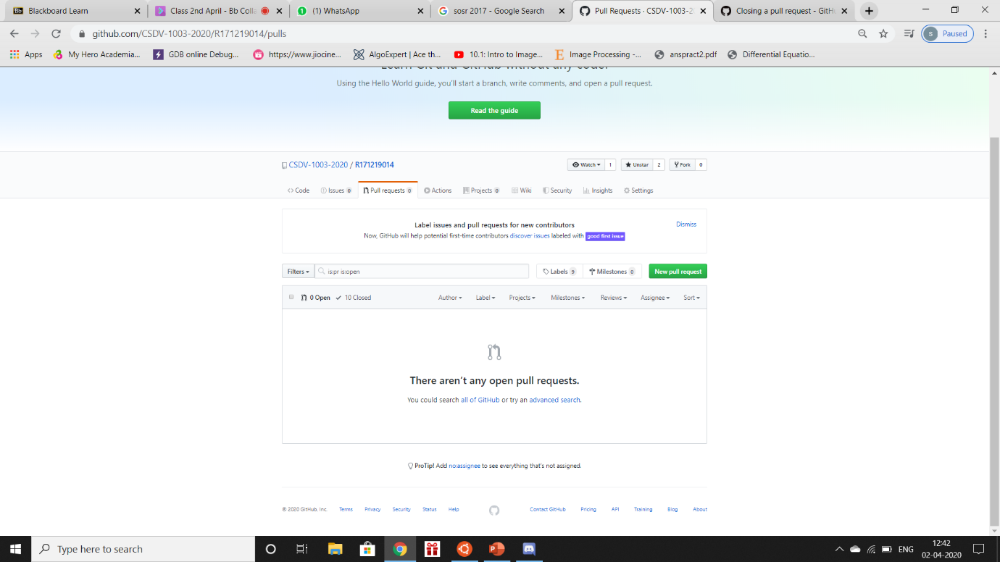 Blackboard Learn
Class 2nd April - Bb Colla
(1) WhatsApp
sosr 2017 - Google Search
Pull Requests · CSDV-1003-20
Closing a pull request - GitHu
github.com/CSDV-1003-2020/R171219014/pulls
S Paused
Apps
My Hero Academia...
GDB online Debug...
https://www.jiocine...
AlgoExpert | Ace th...
10.1: Intro to Image...
Image Processing -...
anspract2.pdf
Differential Equatio...
Learn Git and GitHub without any code!
Using the Hello World guide, you'll start a branch, write comments, and open a pull request.
Read the guide
CSDV-1003-2020 / R171219014
Watch 1
Unstar 2
Fork 0
Code
Issues 0
Pull requests 0
Actions
Projects 0
Wiki
Security
Insights
Settings
Label issues and pull requests for new contributors
Dismiss
Now, GitHub will help potential first-time contributors discover issues labeled with good first issue
Filters
is:pr is:open
Labels 9
Milestones 0
New pull request
0 Open
10 Closed
Author
Label
Projects
Milestones
Reviews
Assignee
Sort
There aren't any open pull requests.
You could search all of GitHub or try an advanced search.
ProTip! Add no:assignee to see everything that's not assigned.
© 2020 GitHub, Inc.
Terms
Privacy
Security
Status
Help
Contact GitHub
Pricing
API
Training
Blog
About
Type here to search
ENG
12:42
02-04-2020